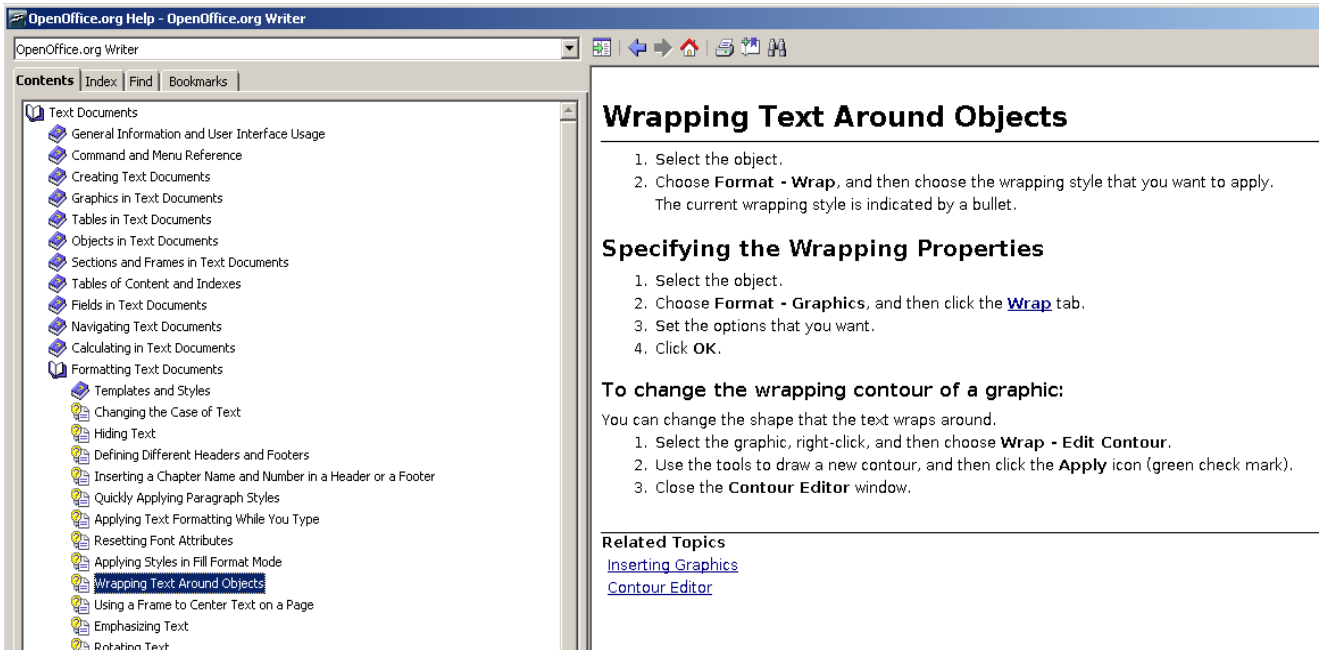 OpenOffice.org Help - OpenOffice.org Writer
OpenOffice.org Writer
Contents Index Find Bookmarks
Text Documents
General Information and User Interface Usage
Command and Menu Reference
Creating Text Documents
Graphics in Text Documents
Tables in Text Documents
Objects in Text Documents
Sections and Frames in Text Documents
Tables of Content and Indexes
Fields in Text Documents
Navigating Text Documents
Calculating in Text Documents
Formatting Text Documents
Templates and Styles
Changing the Case of Text
Hiding Text
Defining Different Headers and Footers
Inserting a Chapter Name and Number in a Header or a Footer
Quickly Applying Paragraph Styles
Applying Text Formatting While You Type
Resetting Font Attributes
Applying Styles in Fill Format Mode
Wrapping Text Around Objects
Using a Frame to Center Text on a Page
Emphasizing Text
Rotating Text
Wrapping Text Around Objects
1. Select the object.
2. Choose Format - Wrap, and then choose the wrapping style that you want to apply.
The current wrapping style is indicated by a bullet.
Specifying the Wrapping Properties
1. Select the object.
2. Choose Format - Graphics, and then click the Wrap tab.
3. Set the options that you want.
4. Click OK.
To change the wrapping contour of a graphic:
You can change the shape that the text wraps around.
1. Select the graphic, right-click, and then choose Wrap - Edit Contour.
2. Use the tools to draw a new contour, and then click the Apply icon (green check mark).
3. Close the Contour Editor window.
Related Topics
Inserting Graphics
Contour Editor